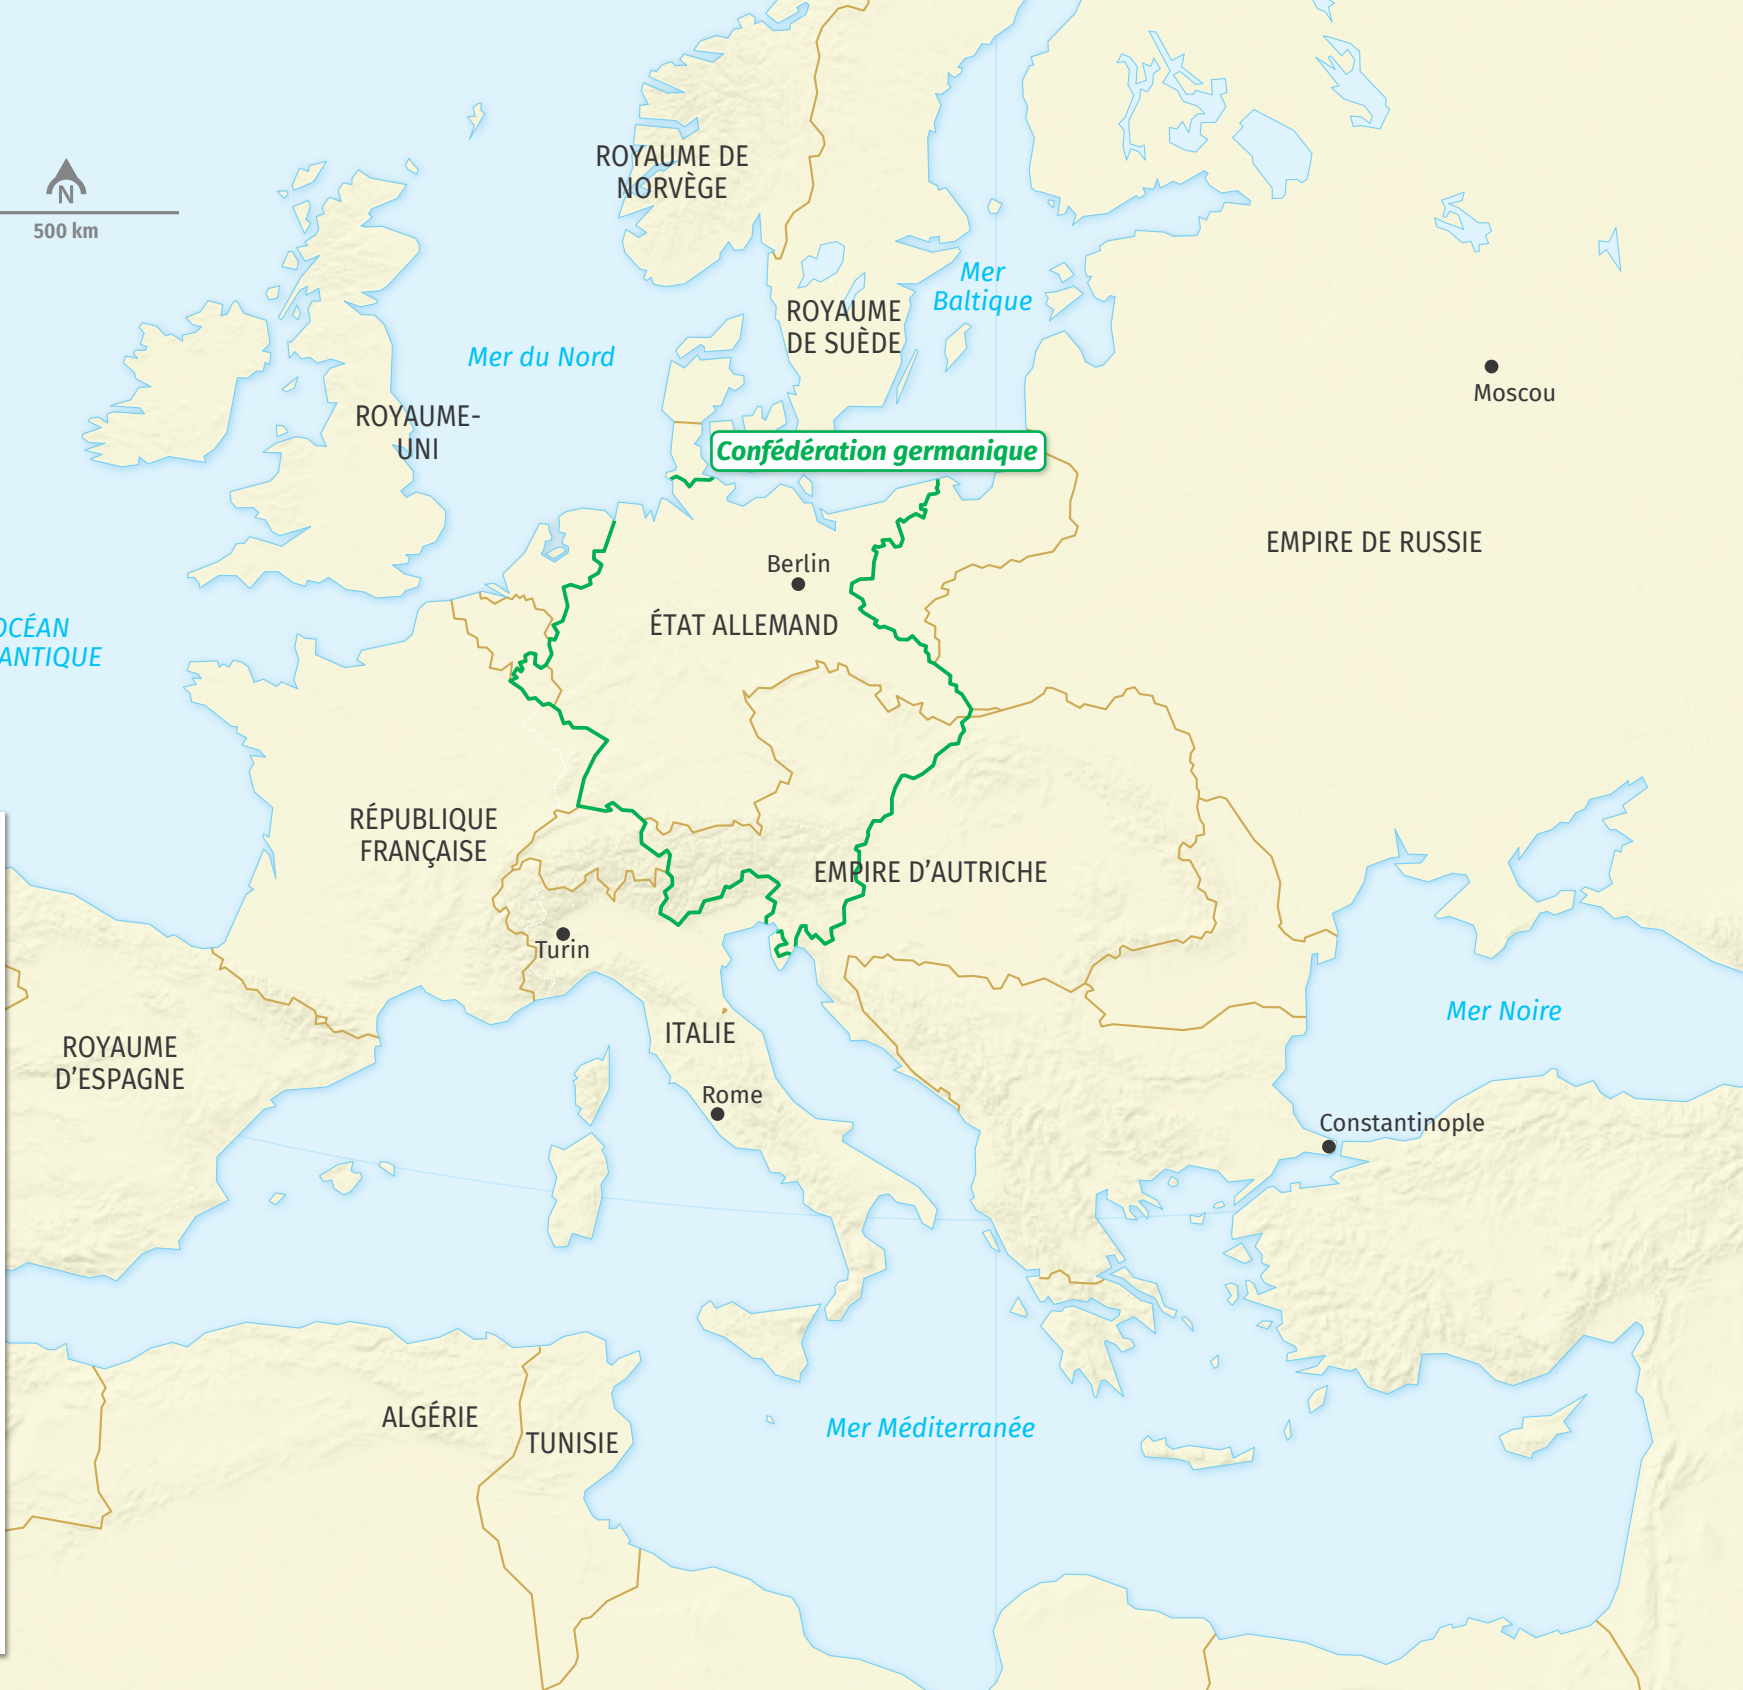 ROYAUME DE
NORVÈGE
N
500 km
Mer
Baltique
ROYAUME
DE SUÈDE
Mer du Nord
Moscou
ROYAUME-
UNI
Confédération germanique
EMPIRE DE RUSSIE
Berlin
ÉTAT ALLEMAND
OCÉAN
ANTIQUE
RÉPUBLIQUE
FRANÇAISE
EMPIRE D'AUTRICHE
Turin
Mer Noire
ITALIE
ROYAUME
D'ESPAGNE
Rome
Constantinople
ALGÉRIE
TUNISIE
Mer Méditerranée